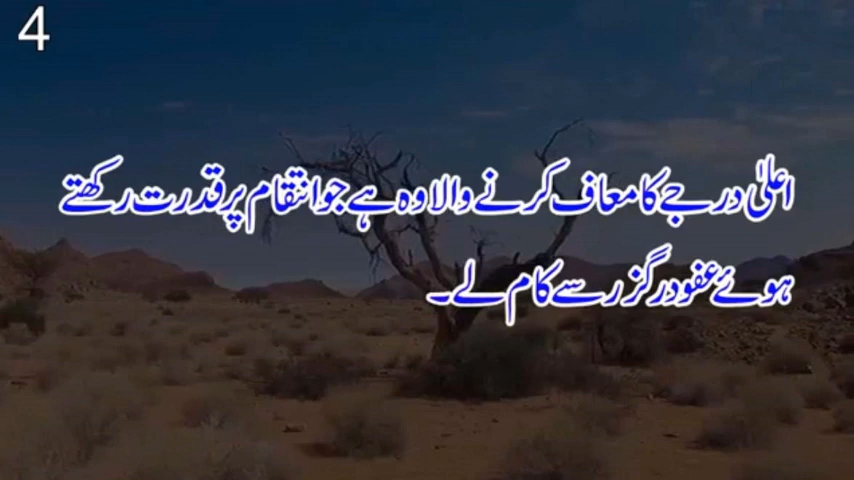 4
اعلیٰ درجے کا معاف کرنے والا وہ ہے جو انتقام پر قدرت رکھتے
ہوئے عفو درگزر سے کام لے۔